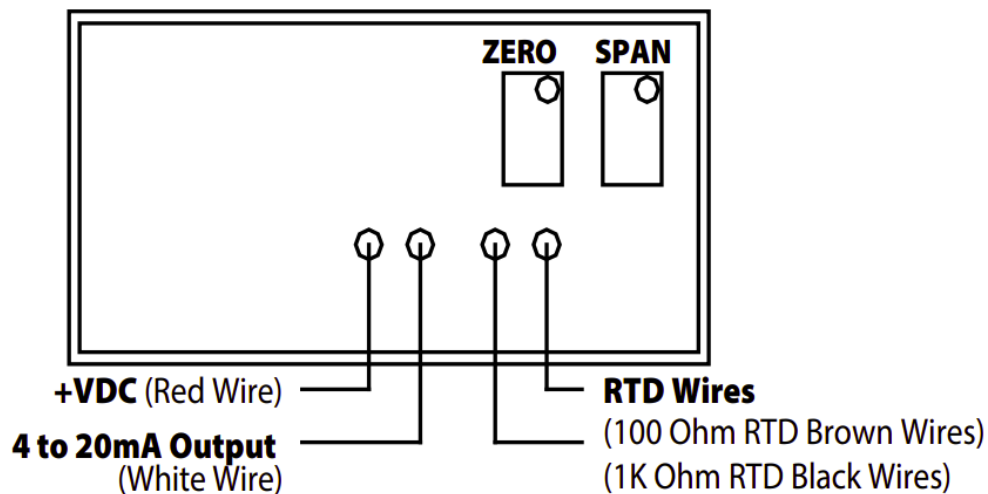 ZERO SPAN
+VDC (Red Wire)
4 to 20mA Output
(White Wire)
RTD Wires
(100 Ohm RTD Brown Wires)
(1K Ohm RTD Black Wires)